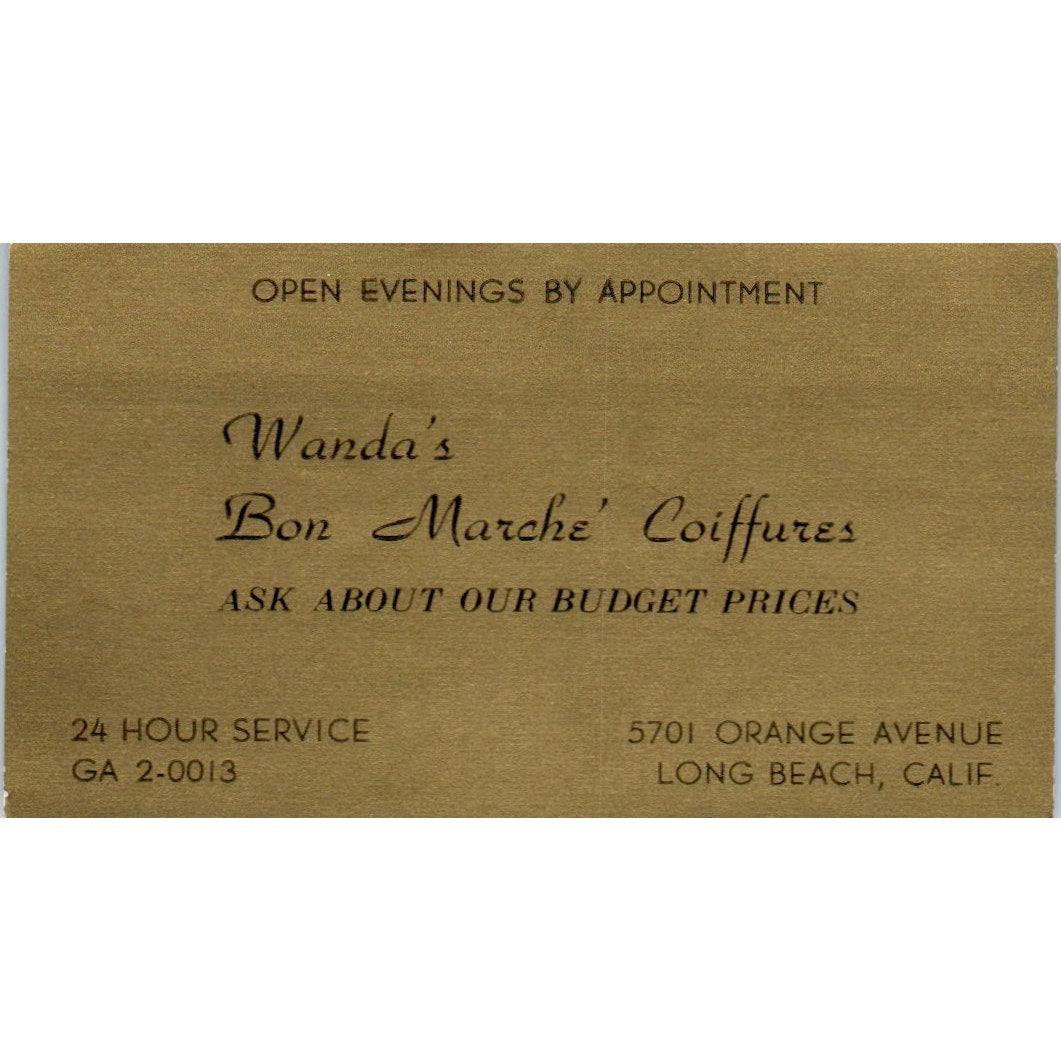 OPEN EVENINGS BY APPOINTMENT
Wanda's
Bon Marche' Coiffures
ASK ABOUT OUR BUDGET PRICES
24 HOUR SERVICE
GA 2-0013
5701 ORANGE AVENUE
LONG BEACH, CALIF.